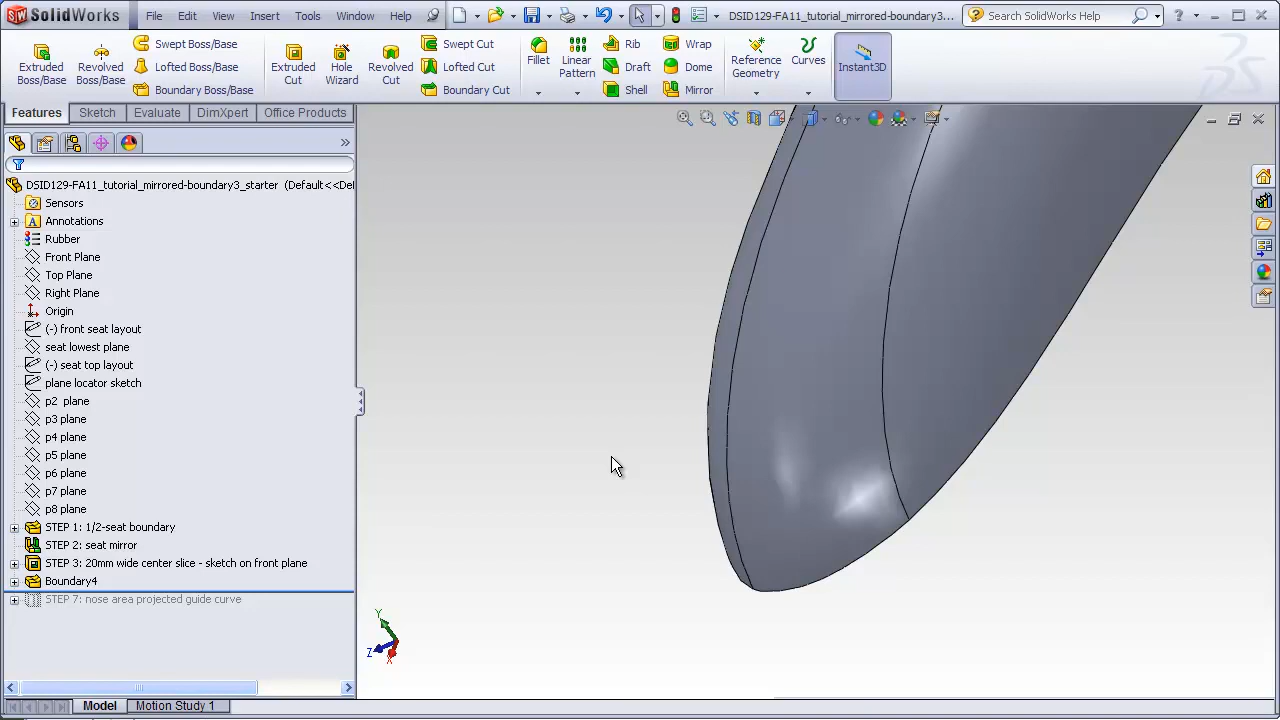 SolidWorks File Edit View Insert Tools Window Help DSID129-FA11_tutorial_mirrored-boundary3... Search SolidWorks Help
Extruded Boss/Base Revolved Boss/Base Swept Boss/Base Lofted Boss/Base Boundary Boss/Base Extruded Cut Hole Wizard Revolved Cut Swept Cut Lofted Cut Boundary Cut Fillet Linear Pattern Rib Draft Shell Wrap Dome Mirror Reference Geometry Curves Instant3D
Features Sketch Evaluate DimXpert Office Products
DSID129-FA11_tutorial_mirrored-boundary3_starter (Default<<De
Sensors
Annotations
Rubber
Front Plane
Top Plane
Right Plane
Origin
(-) front seat layout
seat lowest plane
(-) seat top layout
plane locator sketch
p2 plane
p3 plane
p4 plane
p5 plane
p6 plane
p7 plane
p8 plane
STEP 1: 1/2-seat boundary
STEP 2: seat mirror
STEP 3: 20mm wide center slice - sketch on front plane
Boundary4
STEP 7: nose area projected guide curve
Y
Z
X
Model Motion Study 1